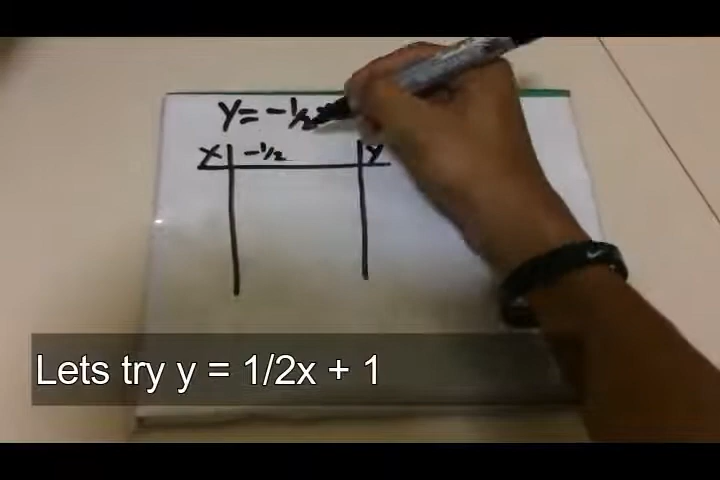 y = -1/2
x -1/2 y
Lets try y = 1/2x + 1